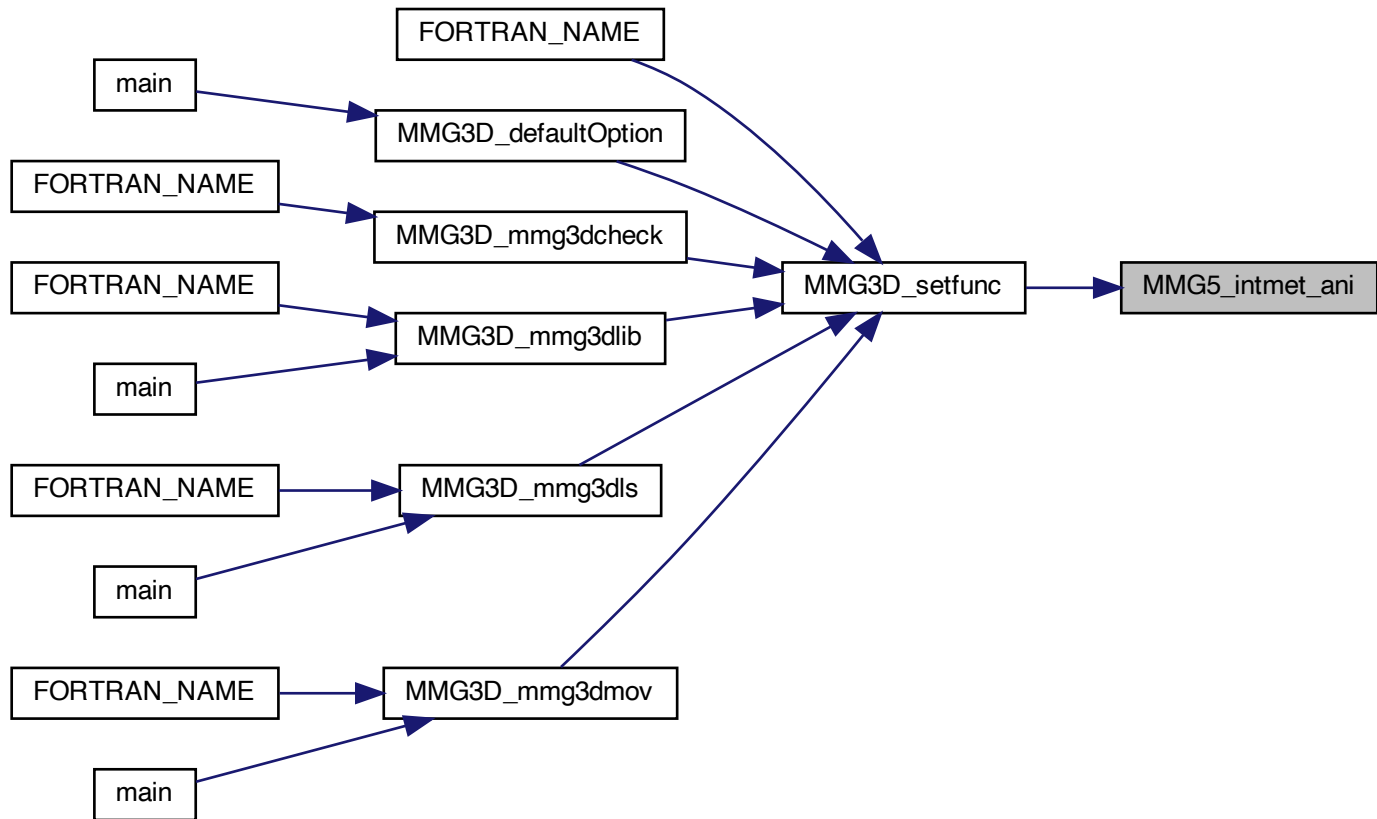 FORTRAN_NAME
main
MMG3D_defaultOption
FORTRAN_NAME
MMG3D_mmg3dcheck
FORTRAN_NAME
MMG3D_setfunc
MMG5_intmet_ani
MMG3D_mmg3dlib
main
FORTRAN_NAME
MMG3D_mmg3dls
main
FORTRAN_NAME
MMG3D_mmg3dmov
main